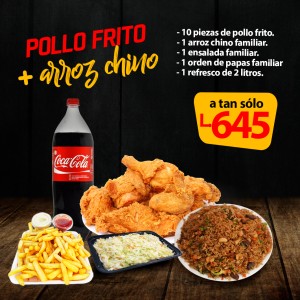 POLLO FRITO
+ arroz chino
- 10 piezas de pollo frito.
- 1 arroz chino familiar.
- 1 ensalada familiar.
- 1 orden de papas familiar
- 1 refresco de 2 litros.
a tan sólo
L645
Coca-Cola